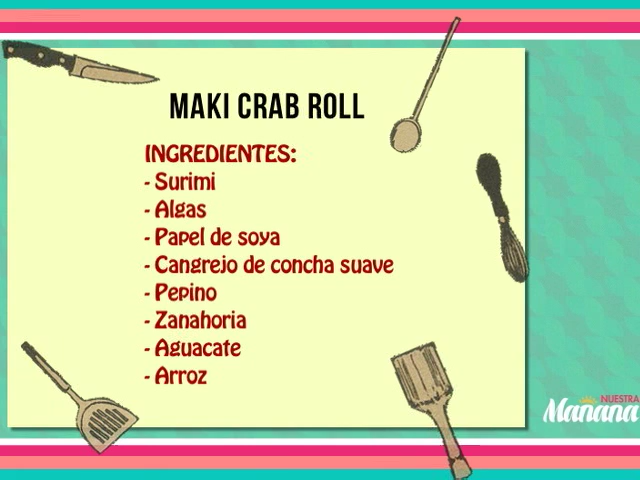 MAKI CRAB ROLL
INGREDIENTES:
- Surimi
- Algas
- Papel de soya
- Cangrejo de concha suave
- Pepino
- Zanahoria
- Aguacate
- Arroz
NUESTRA
Mañana